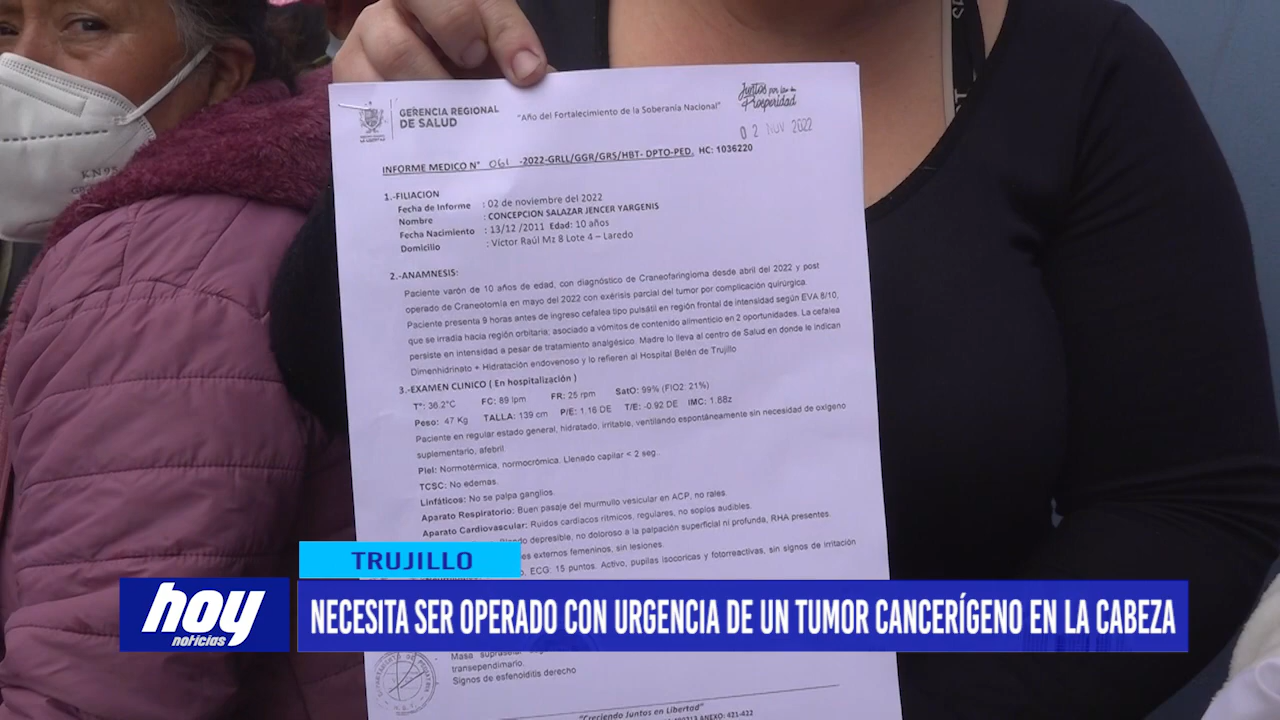 KN95
GERENCIA REGIONAL
DE SALUD
"Año del Fortalecimiento de la Soberanía Nacional"
Juntos por la
Prosperidad
02 NOV 2022
LA LIBERTAD
INFORME MEDICO N° 061 -2022-GRLL/GGR/GRS/HBT- DPTO-PED. HC: 1036220
1.-FILIACION
Fecha de Informe : 02 de noviembre del 2022
Nombre : CONCEPCION SALAZAR JENCER YARGENIS
Fecha Nacimiento : 13/12 /2011 Edad: 10 años
Domicilio : Víctor Raúl Mz 8 Lote 4 – Laredo
2.-ANAMNESIS:
Paciente varón de 10 años de edad, con diagnóstico de Craneofaringioma desde abril del 2022 y post
operado de Craneotomía en mayo del 2022 con exérisis parcial del tumor por complicación quirúrgica.
Paciente presenta 9 horas antes de ingreso cefalea tipo pulsátil en región frontal de intensidad según EVA 8/10,
que se irradia hacia región orbitaria; asociado a vómitos de contenido alimenticio en 2 oportunidades. La cefalea
persiste en intensidad a pesar de tratamiento analgésico. Madre lo lleva al centro de Salud en donde le indican
Dimenhidrinato + Hidratación endovenoso y lo refieren al Hospital Belén de Trujillo
3.-EXAMEN CLINICO ( En hospitalización )
T°: 36.2°C FC: 89 lpm FR: 25 rpm SatO: 99% (FIO2: 21%)
Peso: 47 Kg TALLA: 139 cm P/E: 1.16 DE T/E: -0.92 DE IMC: 1.88z
Paciente en regular estado general, hidratado, irritable, ventilando espontáneamente sin necesidad de oxígeno
suplementario, afebril
Piel: Normotérmica, normocrómica. Llenado capilar < 2 seg.
TCSC: No edemas.
Linfáticos: No se palpa ganglios.
Aparato Respiratorio: Buen pasaje del murmullo vesicular en ACP, no rales.
Aparato Cardiovascular: Ruidos cardíacos rítmicos, regulares, no soplos audibles.
depresible, no doloroso a la palpación superficial ni profunda, RHA presentes.
externos femeninos, sin lesiones.
ECG: 15 puntos. Activo, pupilas isocoricas y fotorreactivas, sin signos de irritación
TRUJILLO
hoy
noticias
NECESITA SER OPERADO CON URGENCIA DE UN TUMOR CANCERÍGENO EN LA CABEZA
Masa
transependimario.
Signos de esfenoiditis derecho
"Creciendo Juntos en Libertad"
ANEXO: 421-422